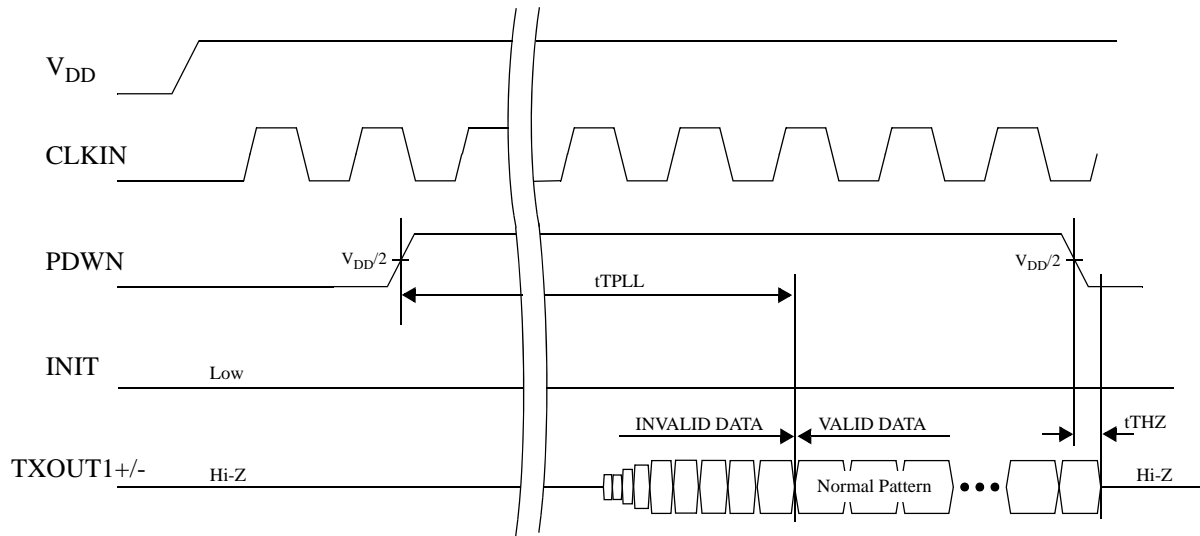 VDD
CLKIN
PDWN
VDD/2
VDD/2
tTPLL
INIT
Low
INVALID DATA
VALID DATA
tTHZ
TXOUT1+/-
Hi-Z
Normal Pattern
Hi-Z